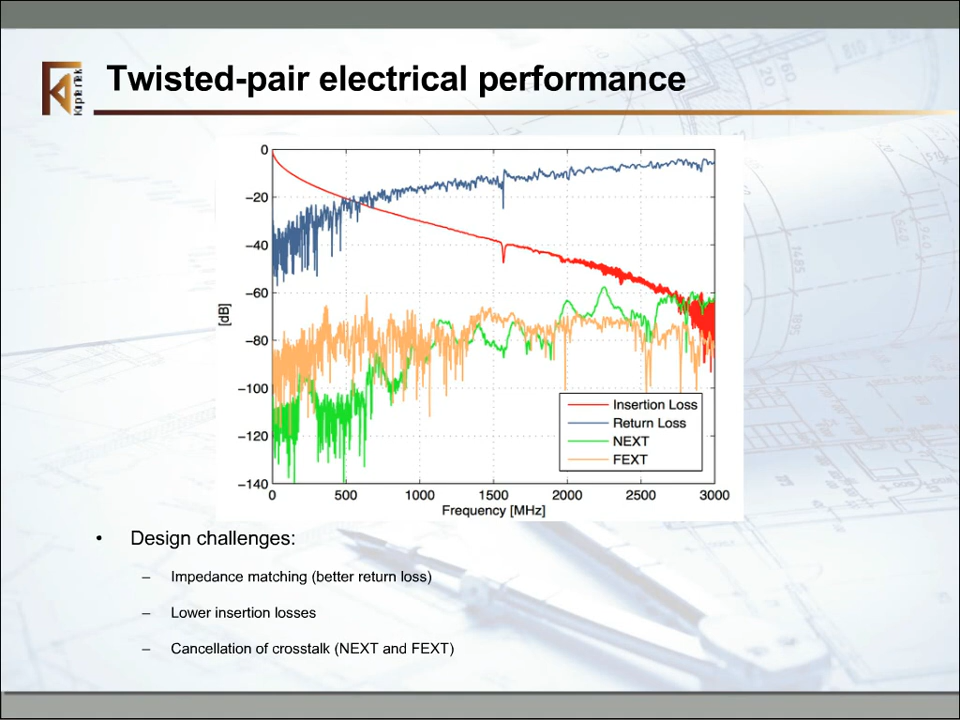 KapterTek
Twisted-pair electrical performance
0
−20
−40
−60
−80
−100
−120
−140
[dB]
0 500 1000 1500 2000 2500 3000
Frequency [MHz]
Insertion Loss
Return Loss
NEXT
FEXT
• Design challenges:
– Impedance matching (better return loss)
– Lower insertion losses
– Cancellation of crosstalk (NEXT and FEXT)